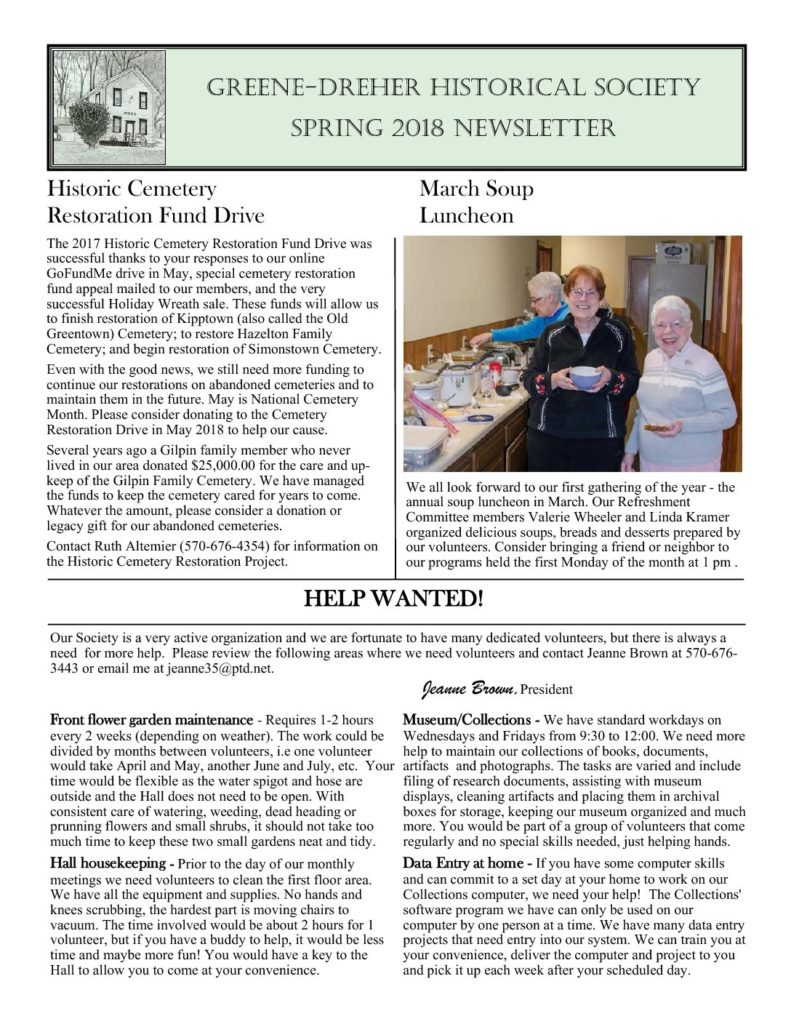 GREENE-DREHER HISTORICAL SOCIETY
SPRING 2018 NEWSLETTER
Historic Cemetery
Restoration Fund Drive
The 2017 Historic Cemetery Restoration Fund Drive was
successful thanks to your responses to our online
GoFundMe drive in May, special cemetery restoration
fund appeal mailed to our members, and the very
successful Holiday Wreath sale. These funds will allow us
to finish restoration of Kipptown (also called the Old
Greentown) Cemetery; to restore Hazelton Family
Cemetery; and begin restoration of Simonstown Cemetery.
Even with the good news, we still need more funding to
continue our restorations on abandoned cemeteries and to
maintain them in the future. May is National Cemetery
Month. Please consider donating to the Cemetery
Restoration Drive in May 2018 to help our cause.
Several years ago a Gilpin family member who never
lived in our area donated $25,000.00 for the care and up-
keep of the Gilpin Family Cemetery. We have managed
the funds to keep the cemetery cared for years to come.
Whatever the amount, please consider a donation or
legacy gift for our abandoned cemeteries.
Contact Ruth Altemier (570-676-4354) for information on
the Historic Cemetery Restoration Project.
March Soup
Luncheon
We all look forward to our first gathering of the year - the
annual soup luncheon in March. Our Refreshment
Committee members Valerie Wheeler and Linda Kramer
organized delicious soups, breads and desserts prepared by
our volunteers. Consider bringing a friend or neighbor to
our programs held the first Monday of the month at 1 pm .
HELP WANTED!
Our Society is a very active organization and we are fortunate to have many dedicated volunteers, but there is always a
need for more help. Please review the following areas where we need volunteers and contact Jeanne Brown at 570-676-
3443 or email me at jeanne35@ptd.net.
Jeanne Brown, President
Front flower garden maintenance - Requires 1-2 hours
every 2 weeks (depending on weather). The work could be
divided by months between volunteers, i.e one volunteer
would take April and May, another June and July, etc. Your
time would be flexible as the water spigot and hose are
outside and the Hall does not need to be open. With
consistent care of watering, weeding, dead heading or
prunning flowers and small shrubs, it should not take too
much time to keep these two small gardens neat and tidy.
Hall housekeeping - Prior to the day of our monthly
meetings we need volunteers to clean the first floor area.
We have all the equipment and supplies. No hands and
knees scrubbing, the hardest part is moving chairs to
vacuum. The time involved would be about 2 hours for 1
volunteer, but if you have a buddy to help, it would be less
time and maybe more fun! You would have a key to the
Hall to allow you to come at your convenience.
Museum/Collections - We have standard workdays on
Wednesdays and Fridays from 9:30 to 12:00. We need more
help to maintain our collections of books, documents,
artifacts and photographs. The tasks are varied and include
filing of research documents, assisting with museum
displays, cleaning artifacts and placing them in archival
boxes for storage, keeping our museum organized and much
more. You would be part of a group of volunteers that come
regularly and no special skills needed, just helping hands.
Data Entry at home - If you have some computer skills
and can commit to a set day at your home to work on our
Collections computer, we need your help! The Collections'
software program we have can only be used on our
computer by one person at a time. We have many data entry
projects that need entry into our system. We can train you at
your convenience, deliver the computer and project to you
and pick it up each week after your scheduled day.